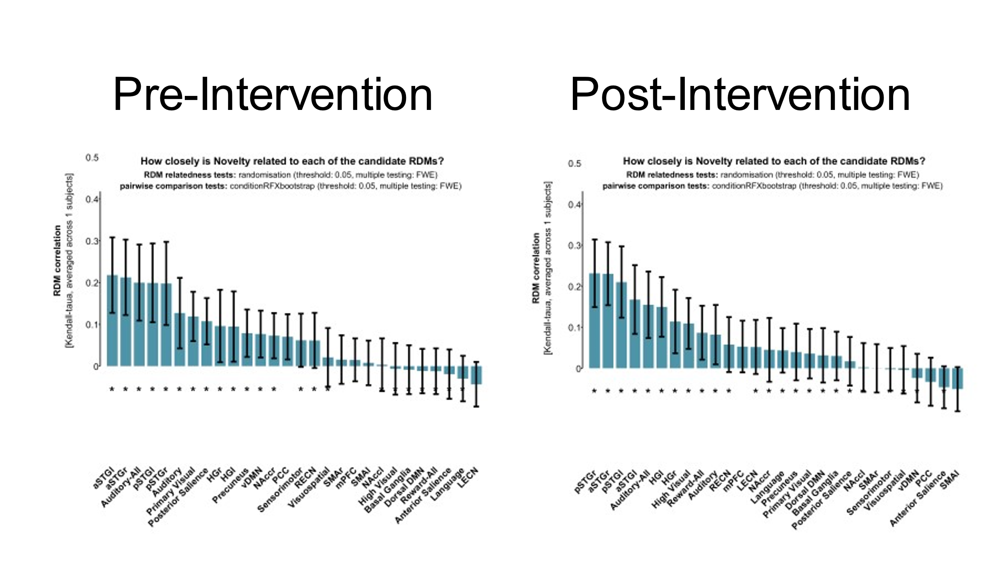 Pre-Intervention
How closely is Novelty related to each of the candidate RDMs?
RDM relatedness tests: randomisation (threshold: 0.05, multiple testing: FWE)
pairwise comparison tests: conditionRFXbootstrap (threshold: 0.05, multiple testing: FWE)
RDM correlation
[Kendall-taua, averaged across 1 subjects]
0.5
0.4
0.3
0.2
0.1
0
aSTGl
aSTGr
Auditory-All
pSTGl
pSTGr
Auditory
Primary Visual
Posterior Salience
HGr
HGl
Precuneus
vDMN
NAccr
PCC
Sensorimotor
RECN
Visuospatial
SMAr
mPFC
SMAl
NAccl
High Visual
Basal Ganglia
Dorsal DMN
Reward-All
Anterior Salience
Language
LECN
Post-Intervention
How closely is Novelty related to each of the candidate RDMs?
RDM relatedness tests: randomisation (threshold: 0.05, multiple testing: FWE)
pairwise comparison tests: conditionRFXbootstrap (threshold: 0.05, multiple testing: FWE)
RDM correlation
[Kendall-taua, averaged across 1 subjects]
0.5
0.4
0.3
0.2
0.1
0
pSTGr
aSTGr
pSTGl
aSTGl
Auditory-All
HGl
HGr
High Visual
Reward-All
Auditory
RECN
mPFC
LECN
NAccr
Language
Precuneus
Primary Visual
Dorsal DMN
Basal Ganglia
Posterior Salience
NAccl
SMAr
Sensorimotor
Visuospatial
vDMN
PCC
Anterior Salience
SMAl